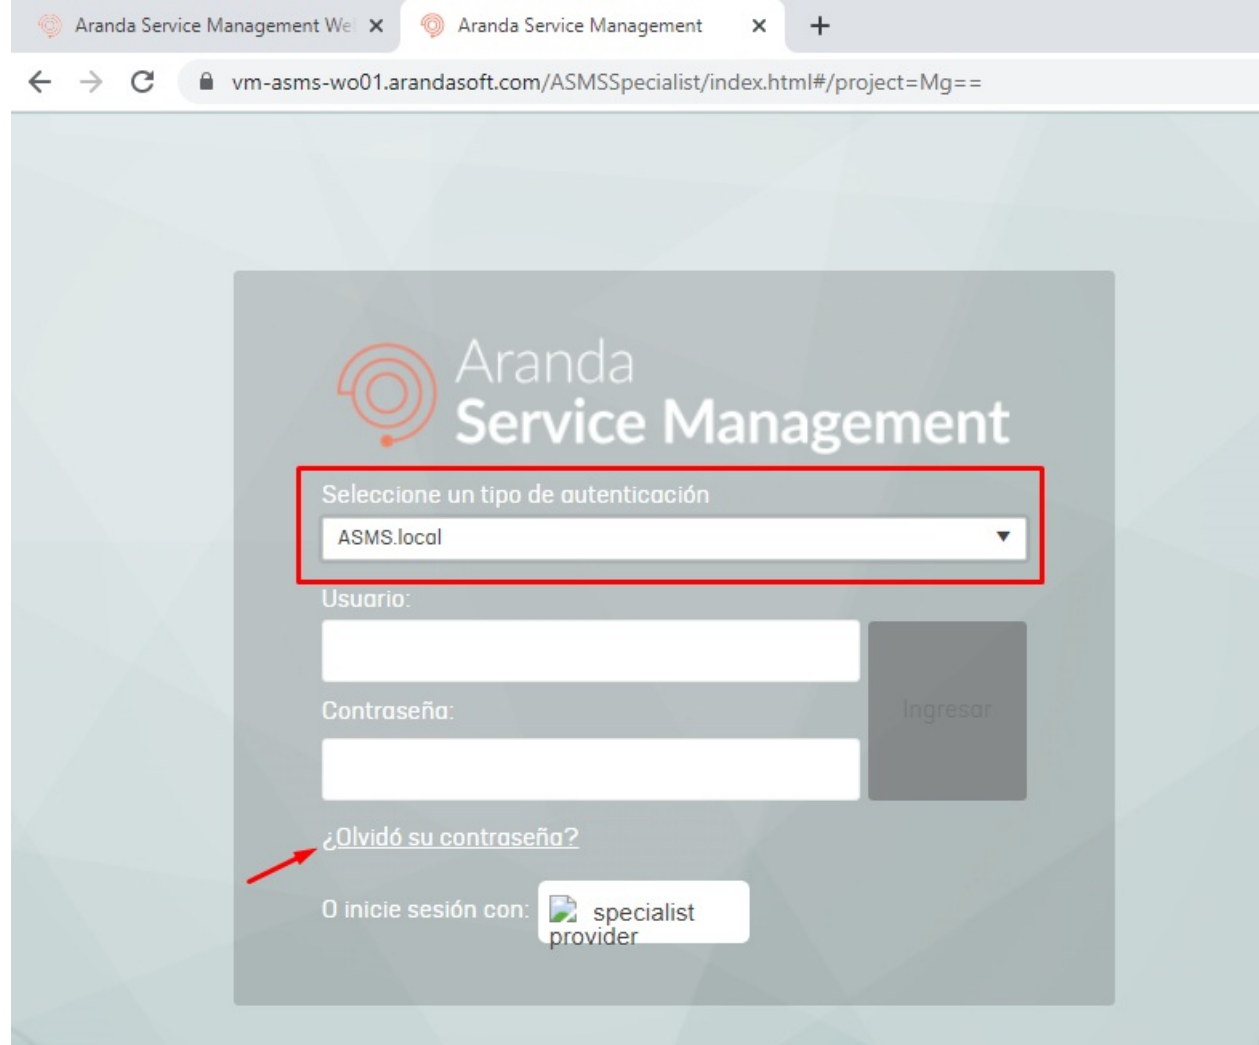 Aranda Service Management We
Aranda Service Management
vm-asms-wo01.arandasoft.com/ASMSSpecialist/index.html#/project=Mg==
Aranda
Service Management
Seleccione un tipo de autenticación
ASMS.local
Usuario:
Contraseña:
Ingresar
¿Olvidó su contraseña?
O inicie sesión con:
specialist
provider